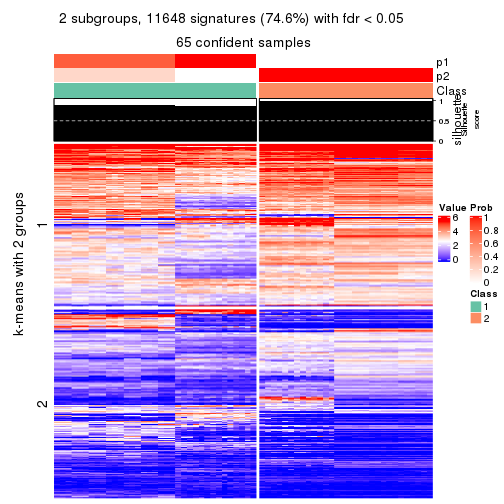 2 subgroups, 11648 signatures (74.6%) with fdr < 0.05
65 confident samples
p1
p2
Class
1
0.5
0
silhouette
Silhouette
score
k-means with 2 groups
1
2
Value
6
4
2
0
Prob
1
0.8
0.6
0.4
0.2
0
Class
1
2